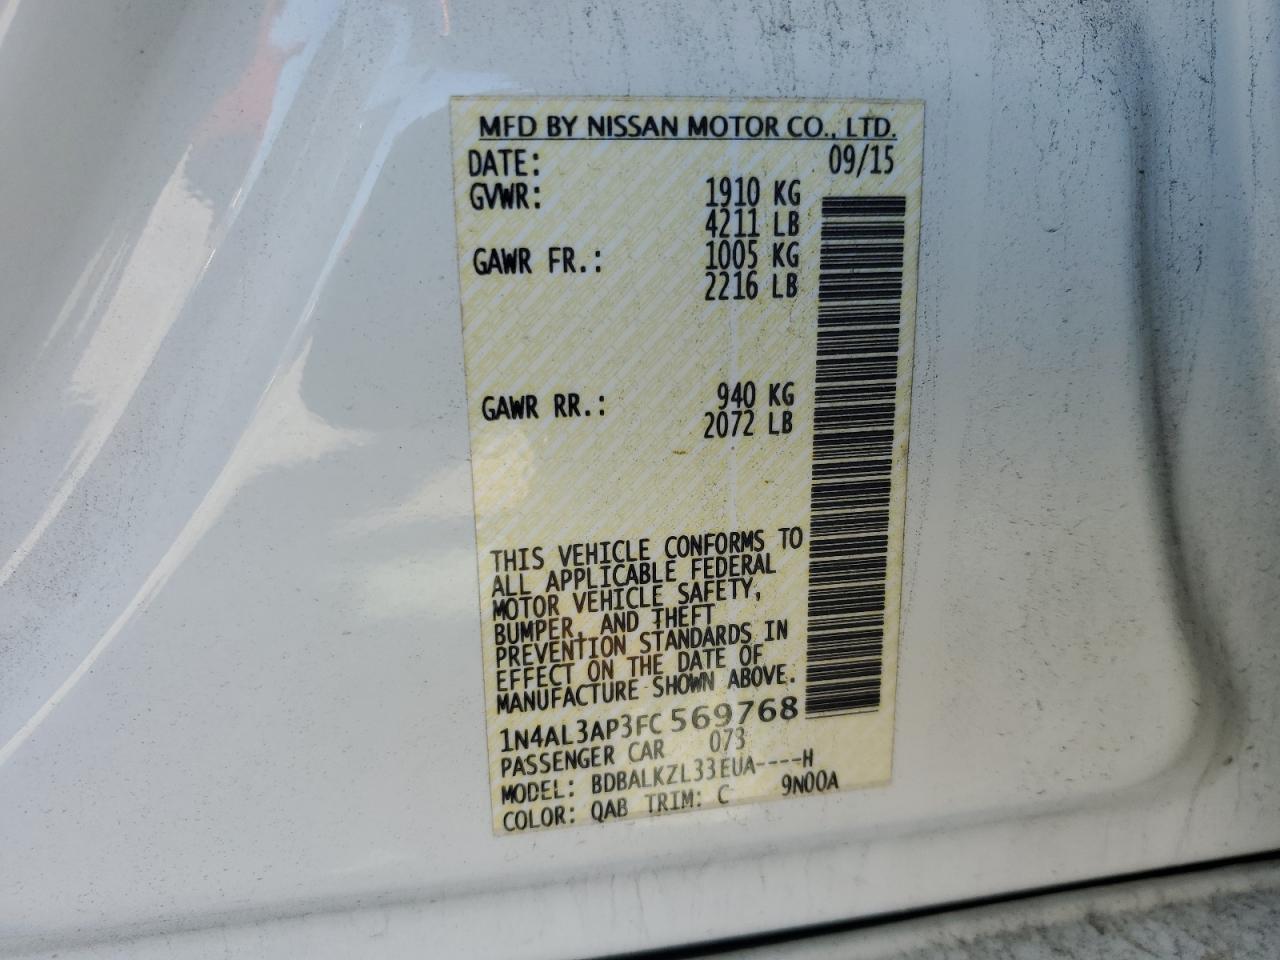 MFD BY NISSAN MOTOR CO., LTD.
DATE: 09/15
GVWR: 1910 KG
4211 LB
GAWR FR.: 1005 KG
2216 LB
GAWR RR.: 940 KG
2072 LB
THIS VEHICLE CONFORMS TO
ALL APPLICABLE FEDERAL
MOTOR VEHICLE SAFETY,
BUMPER, AND THEFT
PREVENTION STANDARDS IN
EFFECT ON THE DATE OF
MANUFACTURE SHOWN ABOVE.
1N4AL3AP3FC569768
PASSENGER CAR 073
MODEL: BDBALKZL33EUA----H
COLOR: QAB TRIM: C 9N00A